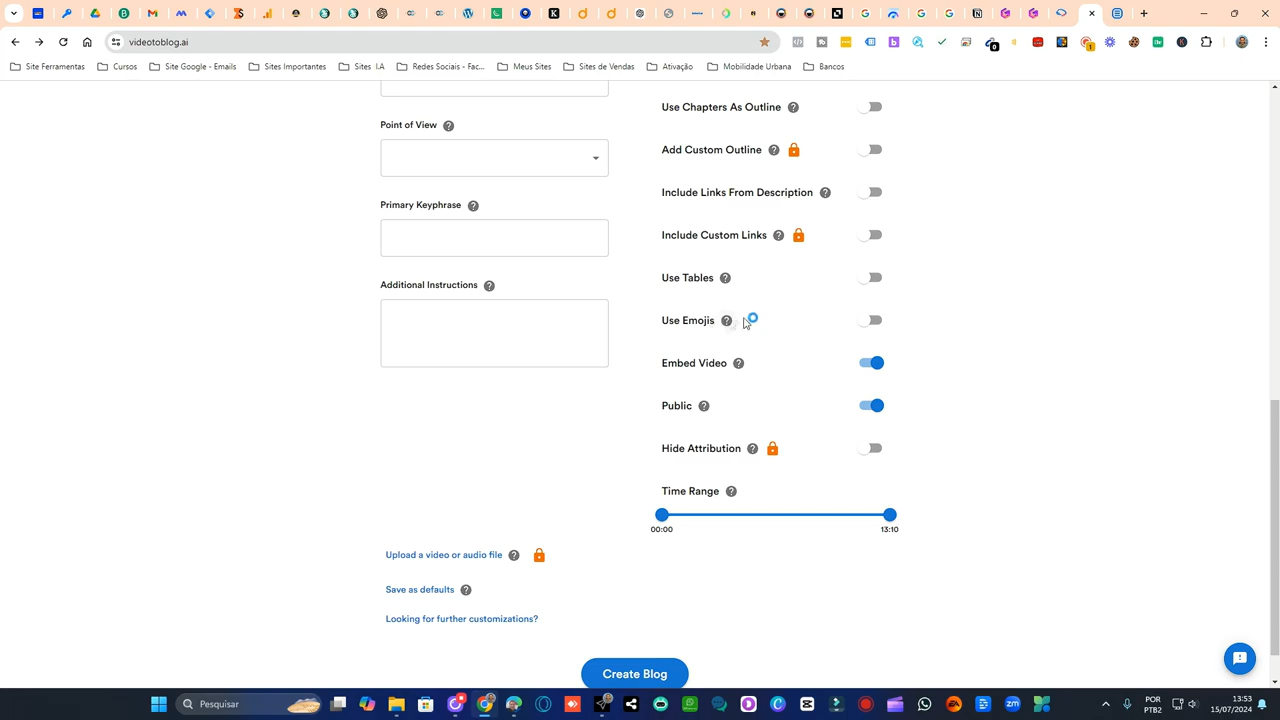 videotoblog.ai
Site Ferramentas
Cursos
Site Google - Emails
Sites Importantes
Sites I.A
Redes Sociais - Fac...
Meus Sites
Sites de Vendas
Ativação
Mobilidade Urbana
Bancos
Use Chapters As Outline
Point of View
Add Custom Outline
Include Links From Description
Primary Keyphrase
Include Custom Links
Use Tables
Additional Instructions
Use Emojis
Embed Video
Public
Hide Attribution
Time Range
00:00
13:10
Upload a video or audio file
Save as defaults
Looking for further customizations?
Create Blog
Pesquisar
POR
PTB2
13:53
15/07/2024